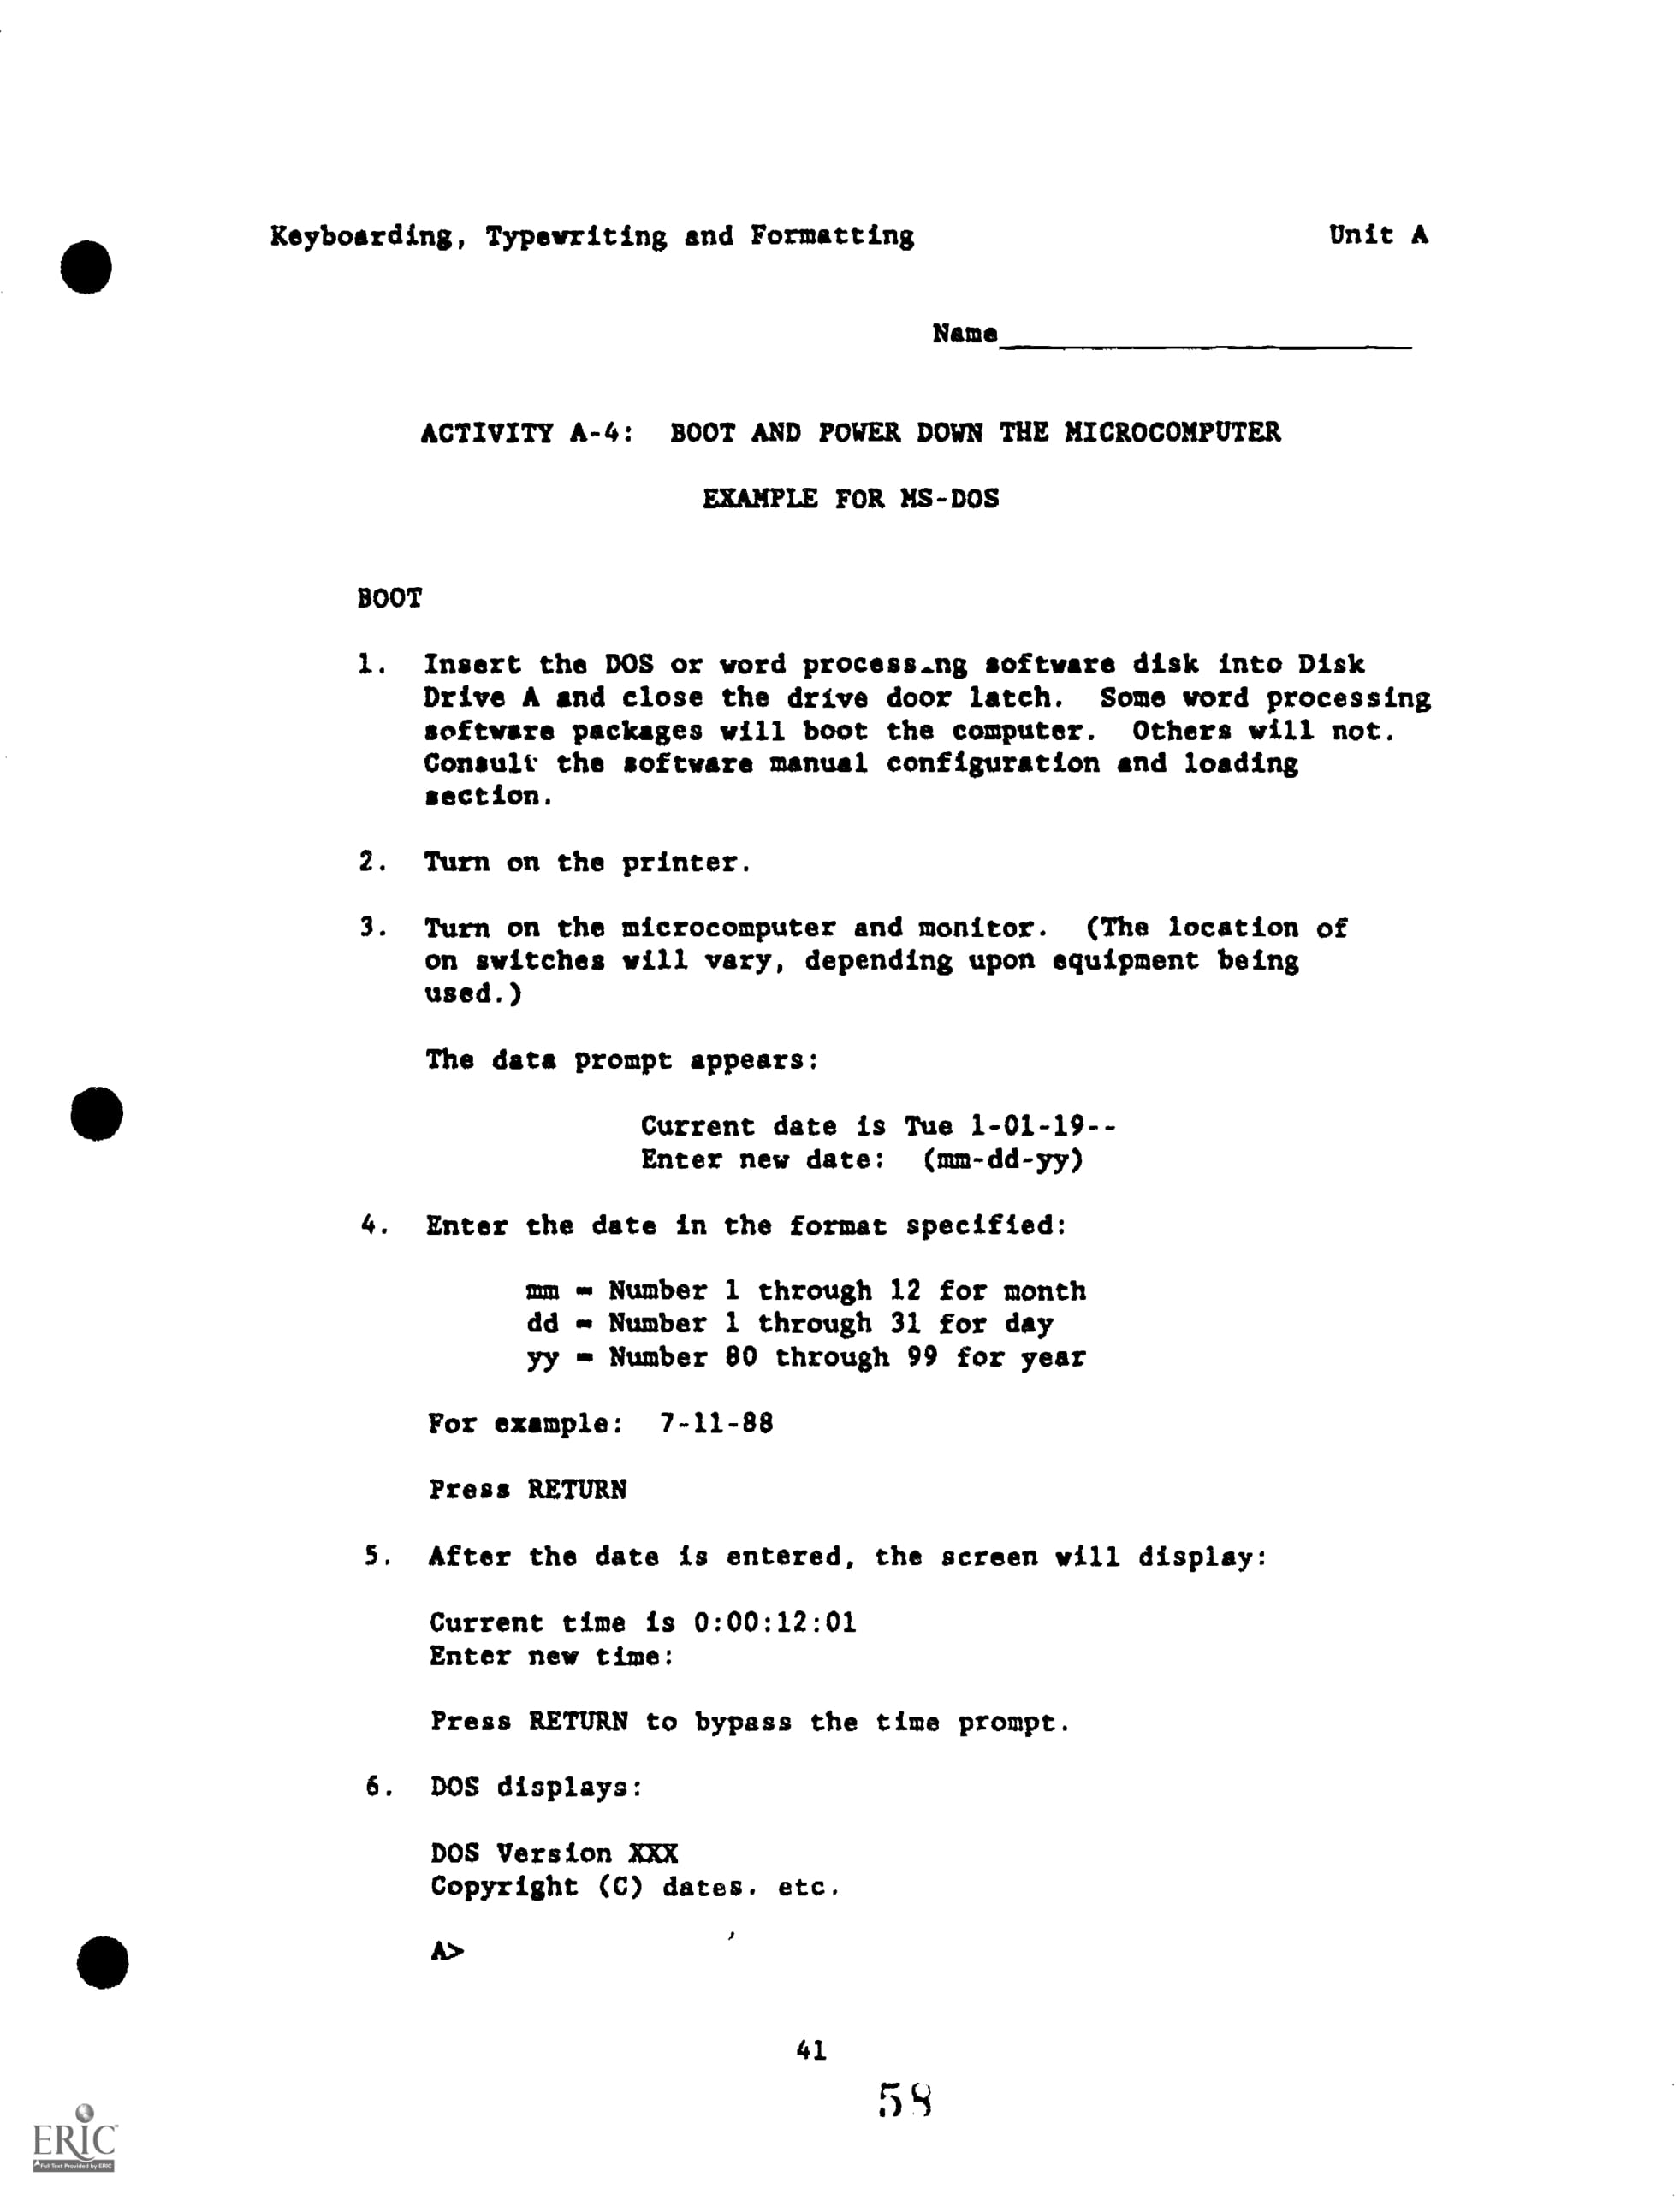 Keyboarding, Typewriting and Formatting Unit A
Name
ACTIVITY A-4: BOOT AND POWER DOWN THE MICROCOMPUTER
EXAMPLE FOR MS-DOS
BOOT
1. Insert the DOS or word processing software disk into Disk
Drive A and close the drive door latch. Some word processing
software packages will boot the computer. Others will not.
Consult the software manual configuration and loading
section.
2. Turn on the printer.
3. Turn on the microcomputer and monitor. (The location of
on switches will vary, depending upon equipment being
used.)
The data prompt appears:
Current date is Tue 1-01-19--
Enter new date: (mm-dd-yy)
4. Enter the date in the format specified:
mm = Number 1 through 12 for month
dd = Number 1 through 31 for day
yy = Number 80 through 99 for year
For example: 7-11-88
Press RETURN
5. After the date is entered, the screen will display:
Current time is 0:00:12:01
Enter new time:
Press RETURN to bypass the time prompt.
6. DOS displays:
DOS Version XXX
Copyright (C) dates. etc.
A>
41
58
ERIC
Full Text Provided by ERIC